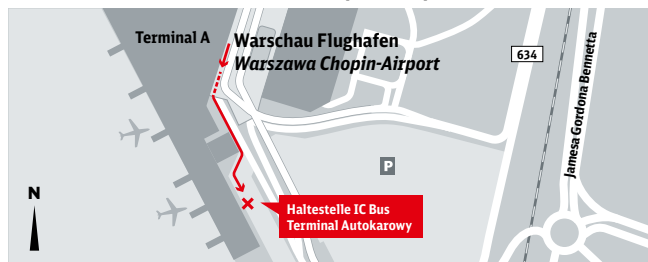 Terminal A
Warschau Flughafen
Warszawa Chopin-Airport
634
Jamesa Gordona Bennetta
P
N
Haltestelle IC Bus
Terminal Autokarowy